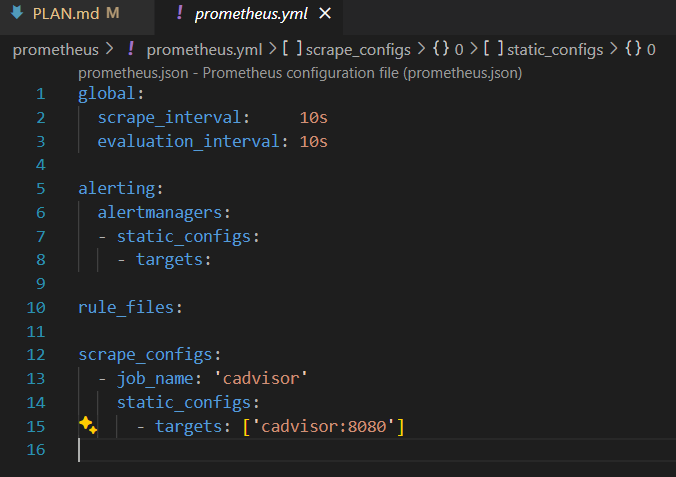 PLAN.md M ! prometheus.yml ×
prometheus > ! prometheus.yml > [ ] scrape_configs > {} 0 > [ ] static_configs > {} 0
prometheus.json - Prometheus configuration file (prometheus.json)
1 global:
2   scrape_interval:     10s
3   evaluation_interval: 10s
4
5 alerting:
6   alertmanagers:
7   - static_configs:
8     - targets:
9
10 rule_files:
11
12 scrape_configs:
13   - job_name: 'cadvisor'
14     static_configs:
15       - targets: ['cadvisor:8080']
16